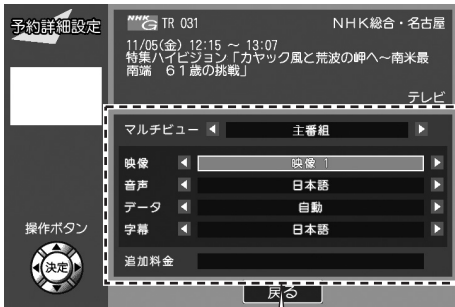 予約詳細設定
NHK G TR 031 NHK総合・名古屋
11/05(金) 12:15 ～ 13:07
特集ハイビジョン「カヤック風と荒波の岬へ～南米最
南端 61歳の挑戦」
テレビ
マルチビュー ◀ 主番組 ▶
映像 ◀ 映像 1 ▶
音声 ◀ 日本語 ▶
データ ◀ 自動 ▶
字幕 ◀ 日本語 ▶
追加料金
操作ボタン
決定
戻る